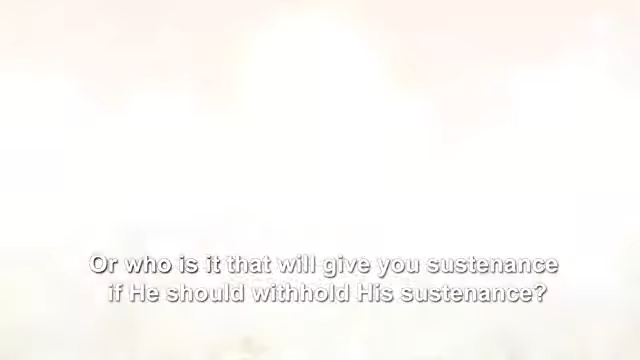 Or who is it that will give you sustenance
if He should withhold His sustenance?